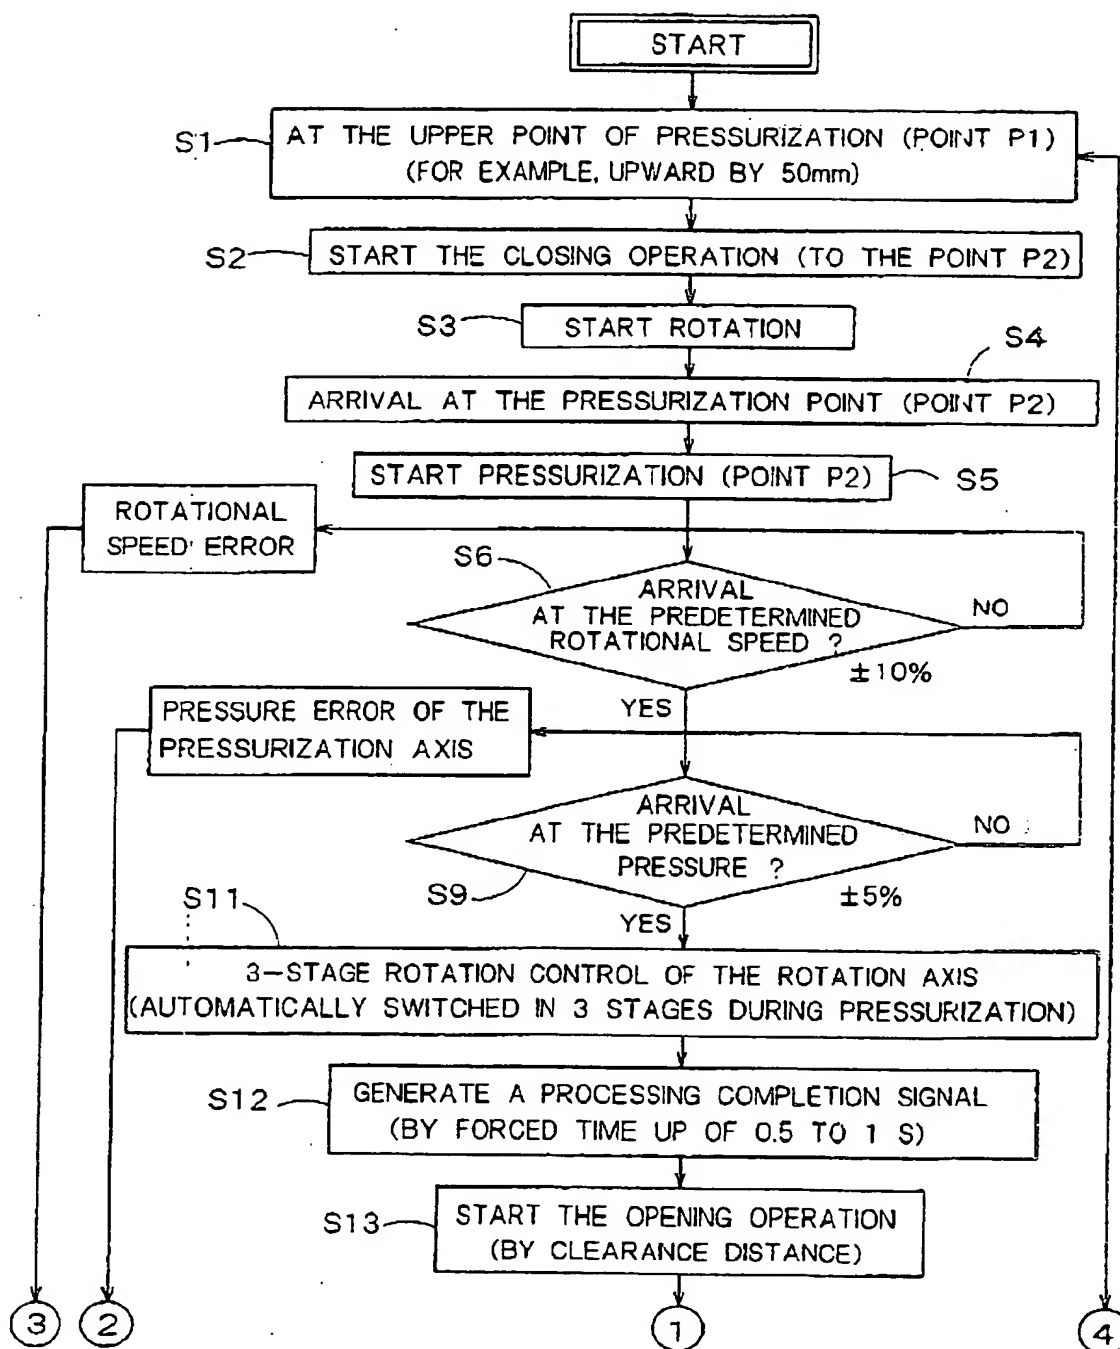 START
S1
AT THE UPPER POINT OF PRESSURIZATION (POINT P1)
(FOR EXAMPLE, UPWARD BY 50mm)
S2
START THE CLOSING OPERATION (TO THE POINT P2)
S3
START ROTATION
S4
ARRIVAL AT THE PRESSURIZATION POINT (POINT P2)
START PRESSURIZATION (POINT P2)
S5
ROTATIONAL
SPEED ERROR
S6
ARRIVAL
AT THE PREDETERMINED
ROTATIONAL SPEED ?
NO
±10%
YES
PRESSURE ERROR OF THE
PRESSURIZATION AXIS
ARRIVAL
AT THE PREDETERMINED
PRESSURE ?
NO
S9
±5%
YES
S11
3-STAGE ROTATION CONTROL OF THE ROTATION AXIS
(AUTOMATICALLY SWITCHED IN 3 STAGES DURING PRESSURIZATION)
S12
GENERATE A PROCESSING COMPLETION SIGNAL
(BY FORCED TIME UP OF 0.5 TO 1 S)
S13
START THE OPENING OPERATION
(BY CLEARANCE DISTANCE)
3
2
1
4